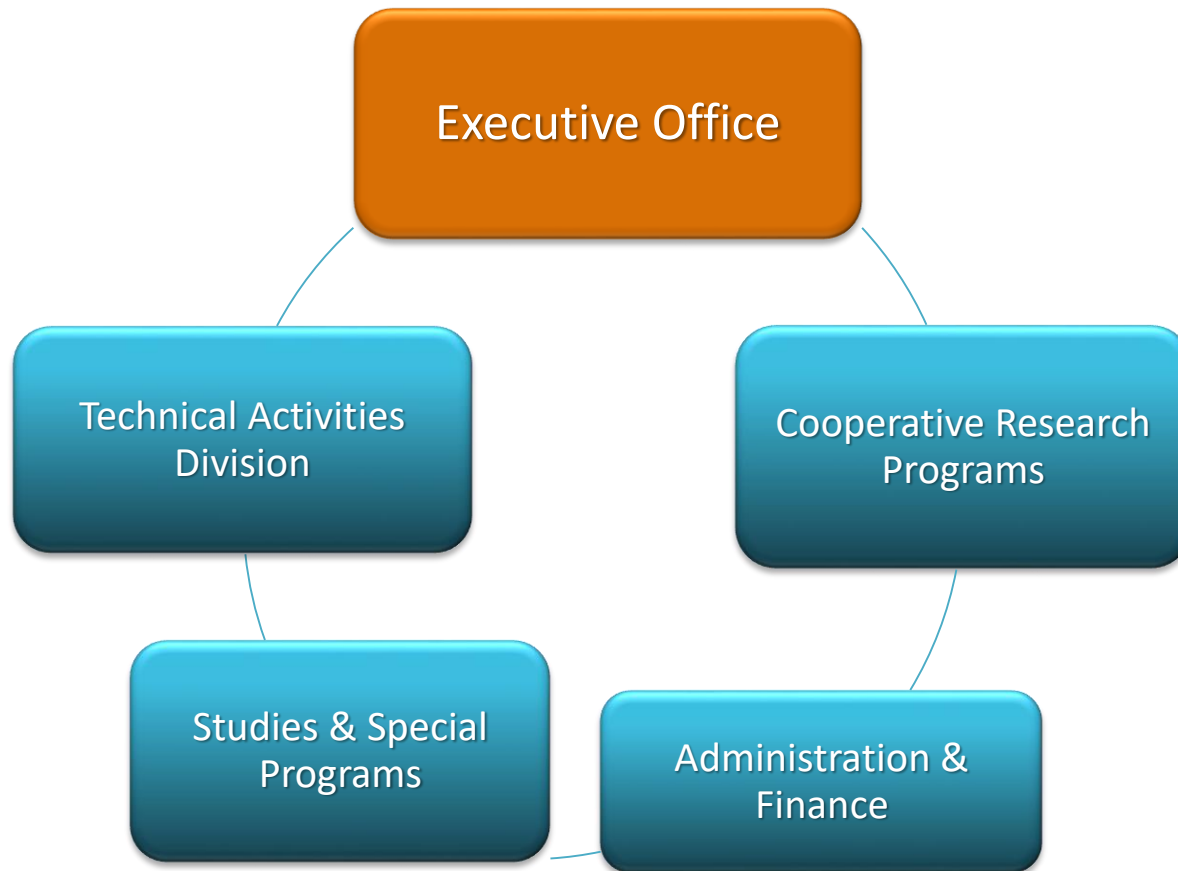 Executive Office
Technical Activities
Division
Cooperative Research
Programs
Studies & Special
Programs
Administration &
Finance